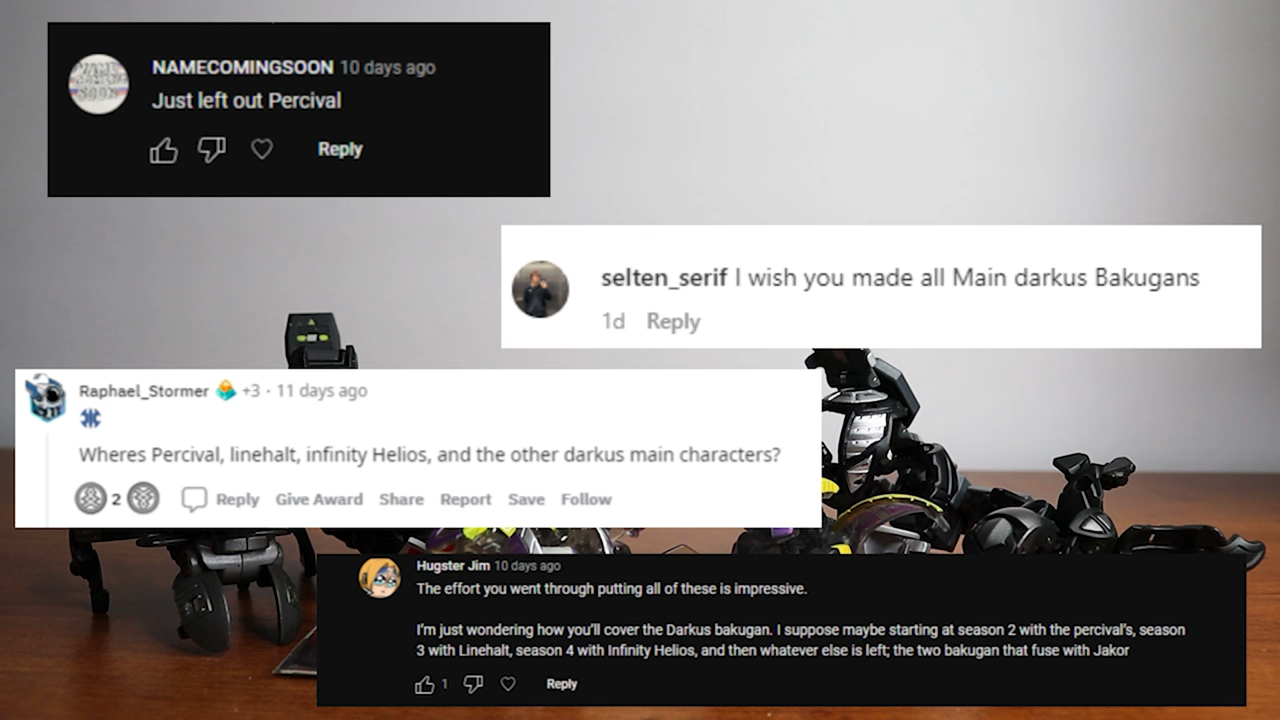 NAMECOMINGSOON 10 days ago
Just left out Percival
Reply
selten_serif I wish you made all Main darkus Bakugans
1d Reply
Raphael_Stormer +3 · 11 days ago
Wheres Percival, linehalt, infinity Helios, and the other darkus main characters?
2 Reply Give Award Share Report Save Follow
Hugster Jim 10 days ago
The effort you went through putting all of these is impressive.
I'm just wondering how you'll cover the Darkus bakugan. I suppose maybe starting at season 2 with the percival's, season
3 with Linehalt, season 4 with Infinity Helios, and then whatever else is left; the two bakugan that fuse with Jakor
1 Reply